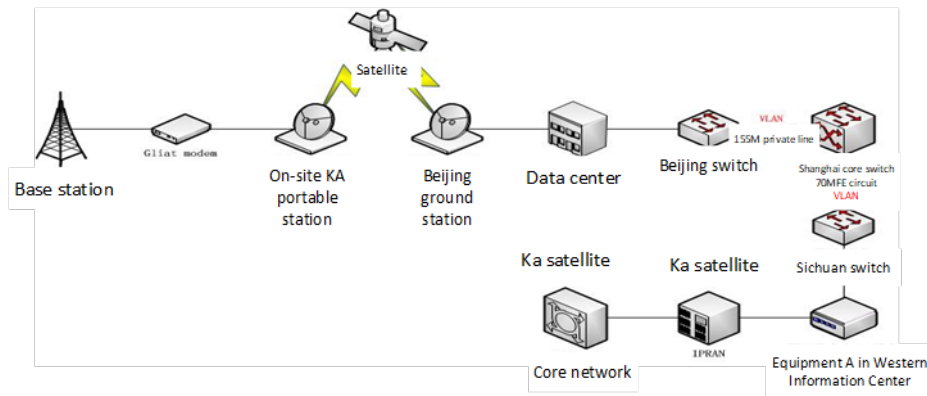 Satellite
Gliat modem
Base station
On-site KA
portable
station
Beijing
ground
station
Data center
VLAN
155M private line
Beijing switch
Shanghai core switch
70MFE circuit
VLAN
Sichuan switch
Ka satellite
Ka satellite
IPRAN
Core network
Equipment A in Western
Information Center